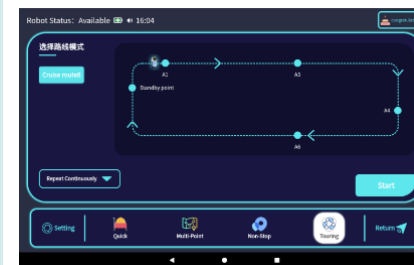 Robot Status: Available 16:04
选择路线模式
Cruise route1
A1
A3
Standby point
A4
A6
Repeat Continuously
Start
Setting
Quick
Multi-Point
Non-Stop
Touring
Return